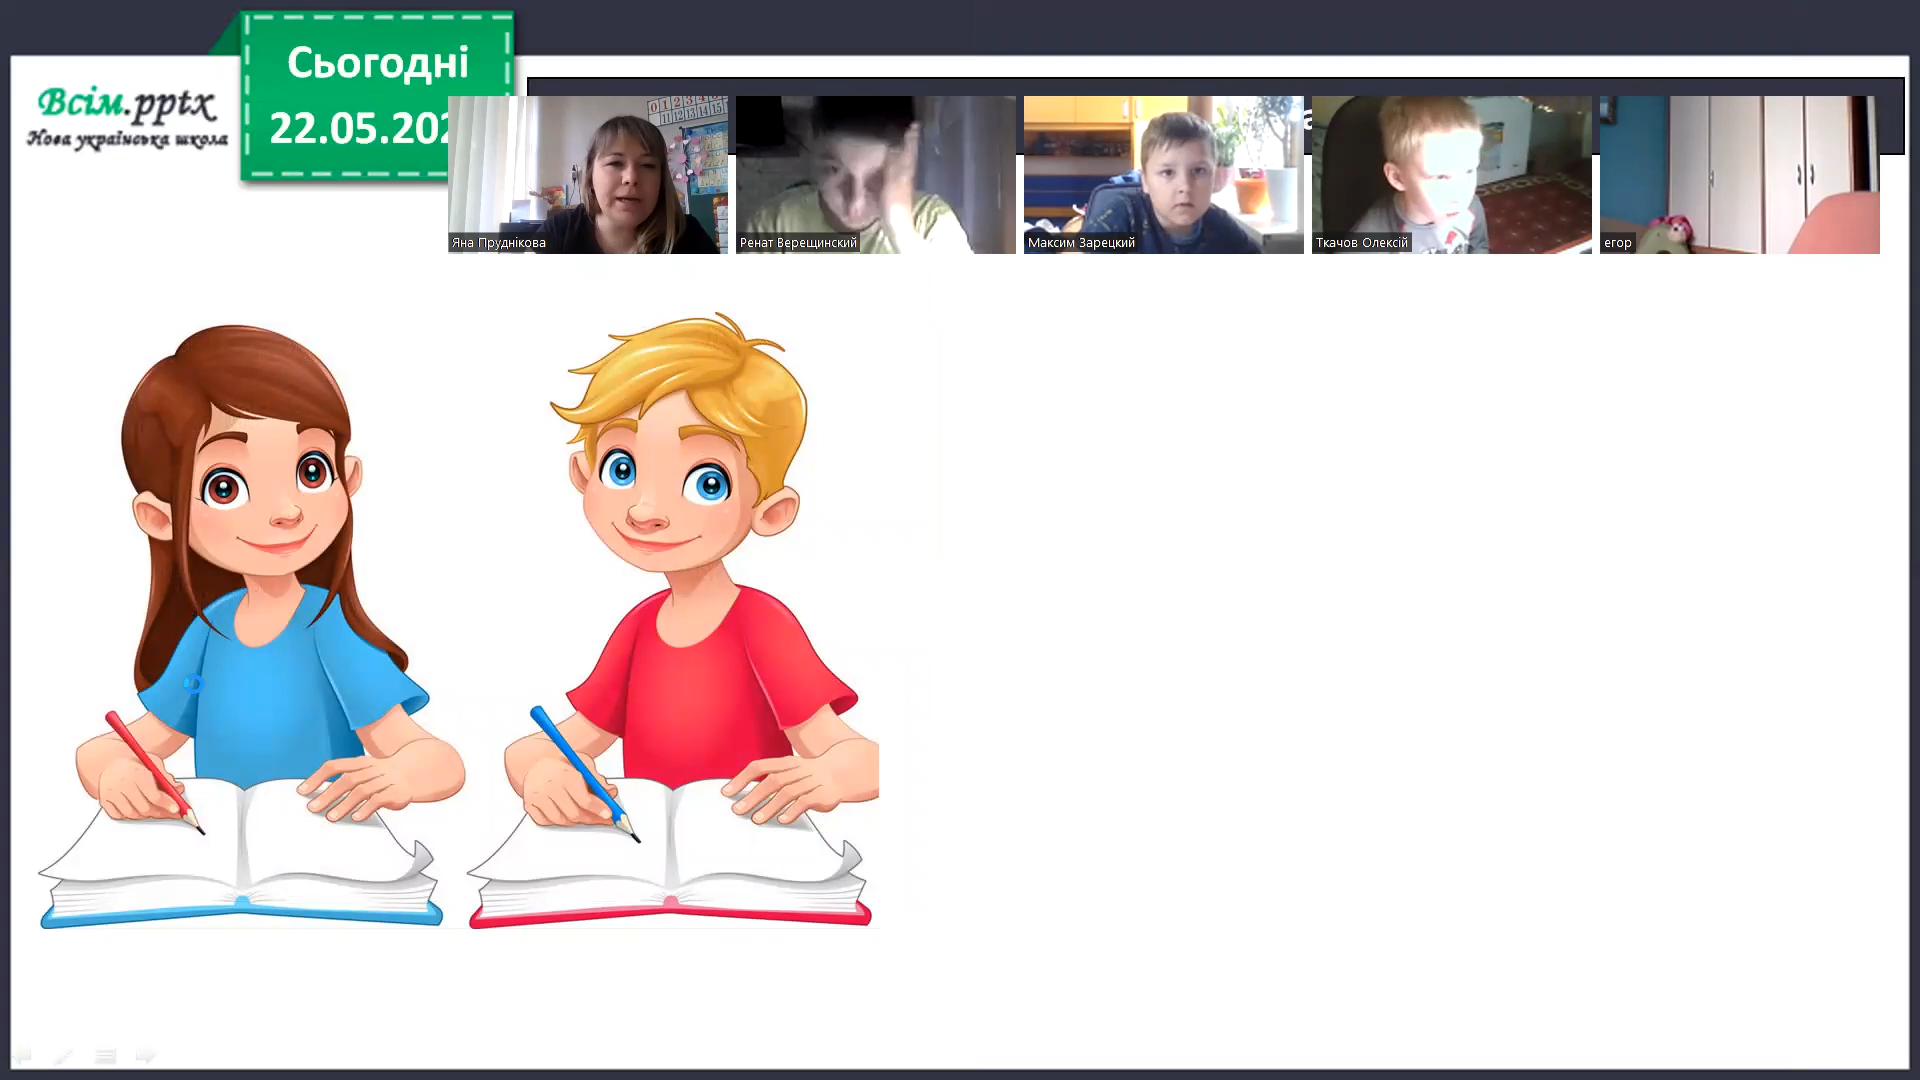 Сьогодні
22.05.202
Всім.pptx
Нова українська школа
Яна Пруднікова
Ренат Верещинский
Максим Зарецкий
Ткачов Олексій
егор